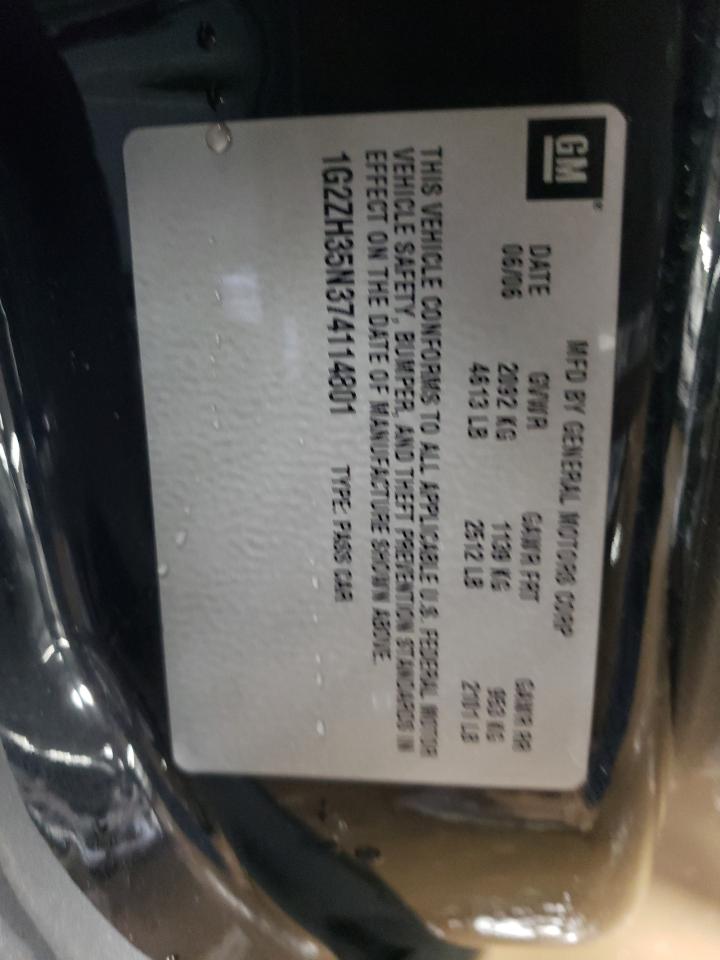 GM
MFD BY GENERAL MOTORS CORP
DATE GVWR GAWR FRT GAWR RR
06/06 2092 KG 1139 KG 953 KG
4613 LB 2512 LB 2101 LB
THIS VEHICLE CONFORMS TO ALL APPLICABLE U.S. FEDERAL MOTOR
VEHICLE SAFETY, BUMPER, AND THEFT PREVENTION STANDARDS IN
EFFECT ON THE DATE OF MANUFACTURE SHOWN ABOVE.
1G2ZH35N374114801 TYPE: PASS CAR